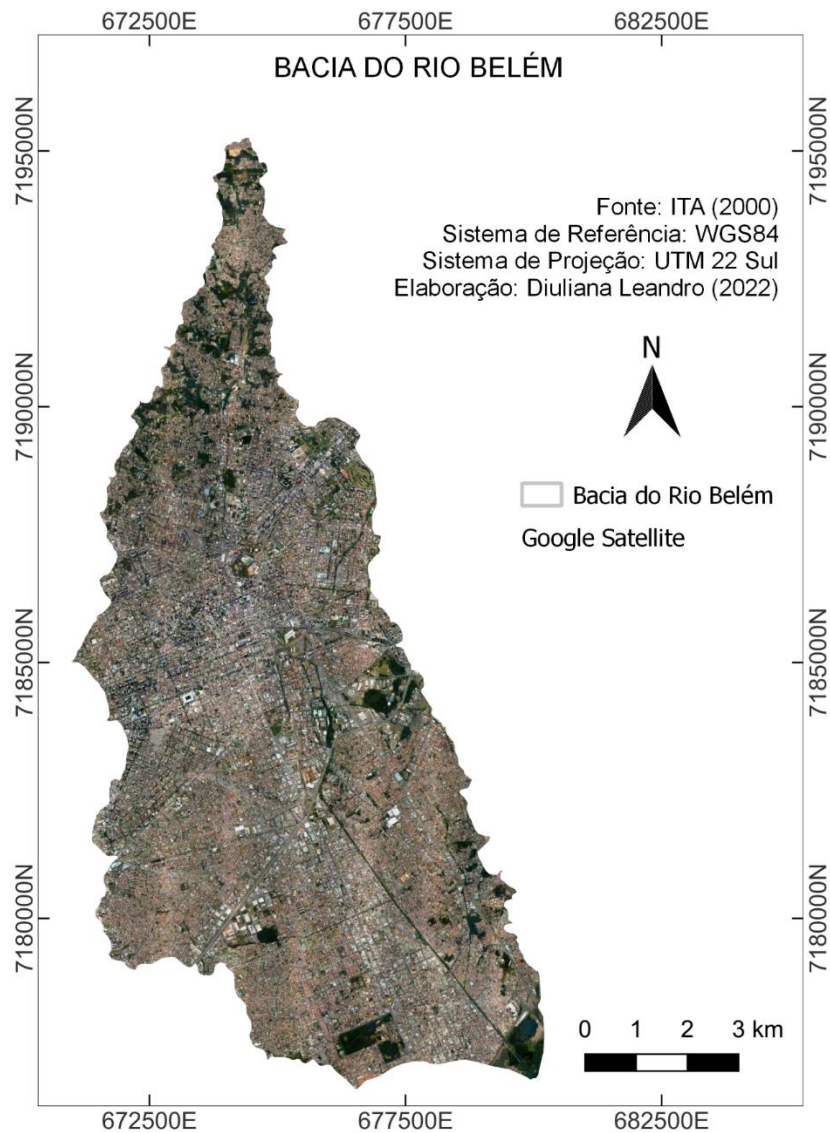 672500E 677500E 682500E
BACIA DO RIO BELÉM
7195000N 7195000N
Fonte: ITA (2000)
Sistema de Referência: WGS84
Sistema de Projeção: UTM 22 Sul
Elaboração: Diuliana Leandro (2022)
N
7190000N 7190000N
Bacia do Rio Belém
Google Satellite
7185000N 7185000N
7180000N 7180000N
0 1 2 3 km
672500E 677500E 682500E